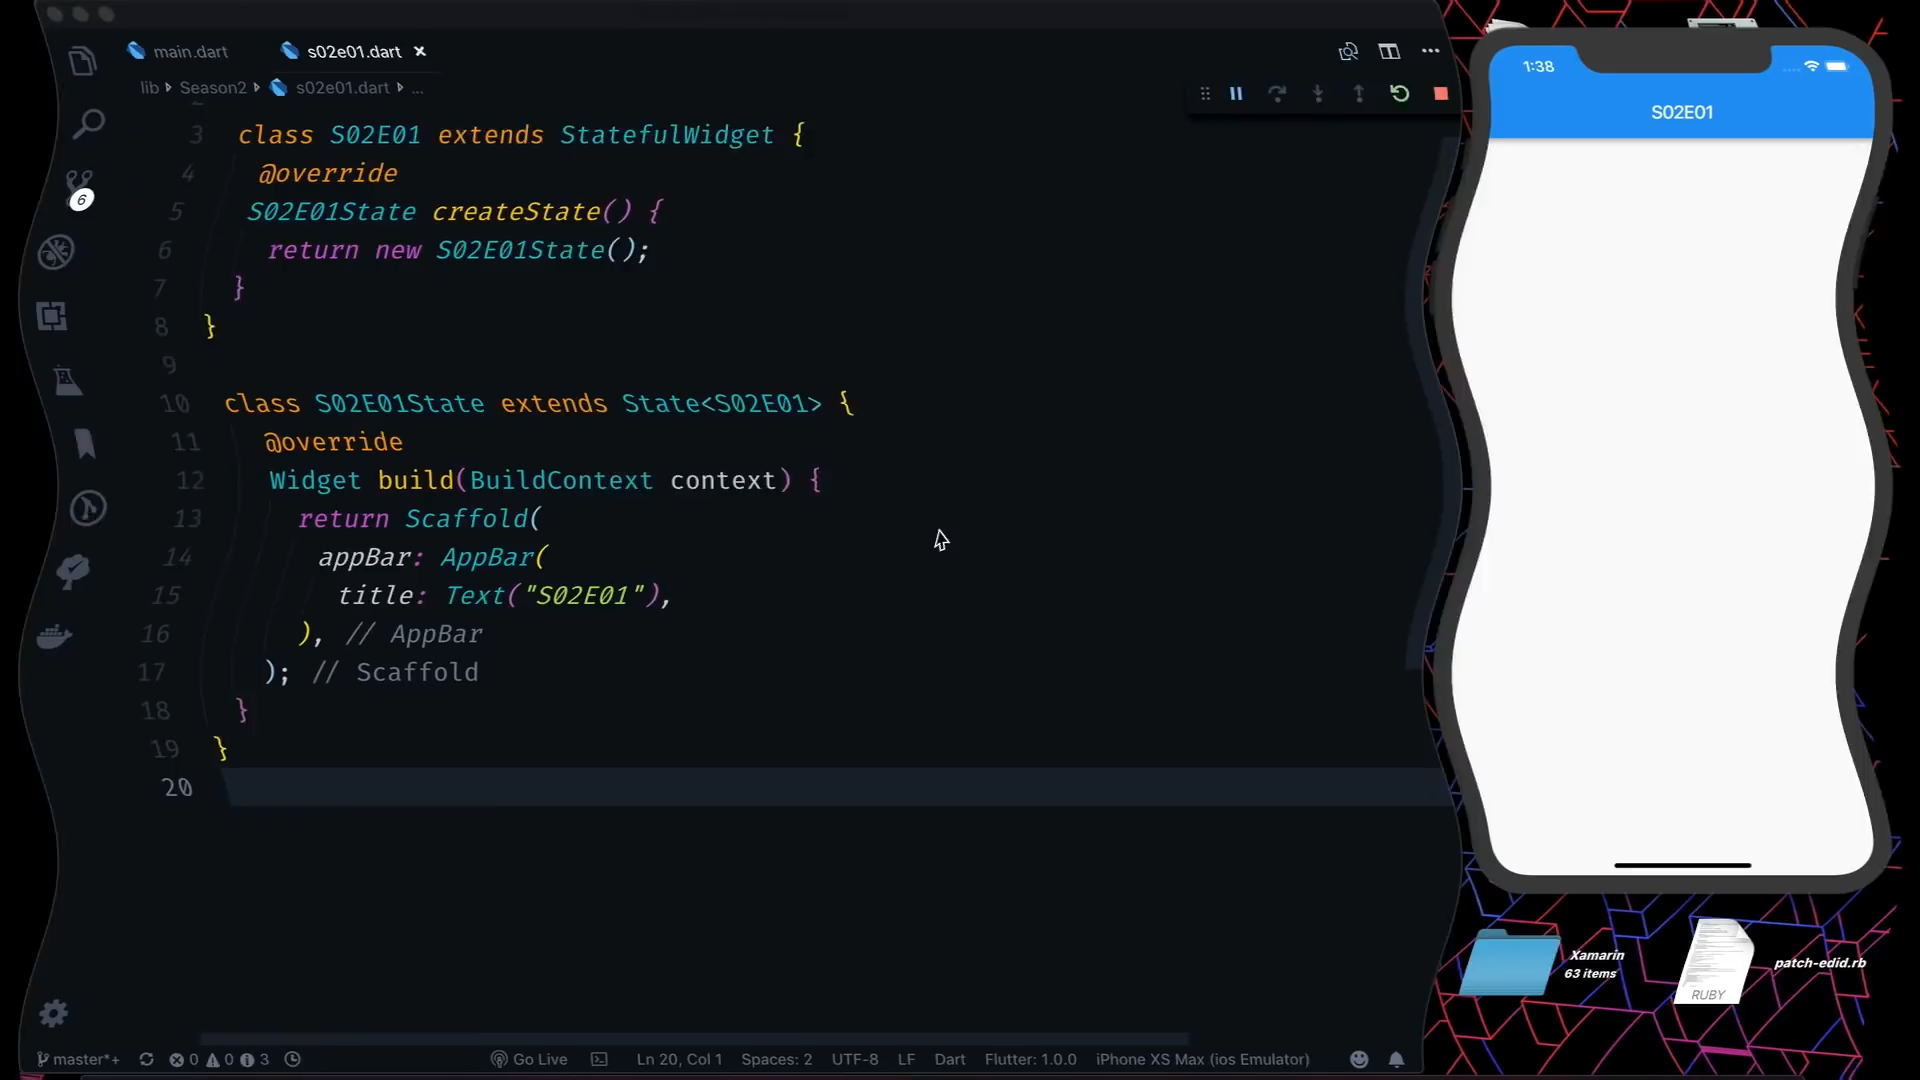 main.dart
s02e01.dart
lib Season2 s02e01.dart ...
6
3 class S02E01 extends StatefulWidget {
4 @override
5 S02E01State createState() {
6 return new S02E01State();
7 }
8 }
9
10 class S02E01State extends State<S02E01> {
11 @override
12 Widget build(BuildContext context) {
13 return Scaffold(
14 appBar: AppBar(
15 title: Text("S02E01"),
16 ), // AppBar
17 ); // Scaffold
18 }
19 }
20
master*+ 0 0 3 Go Live Ln 20, Col 1 Spaces: 2 UTF-8 LF Dart Flutter: 1.0.0 iPhone XS Max (ios Emulator)
1:38
S02E01
Xamarin
63 items
RUBY
patch-edid.rb